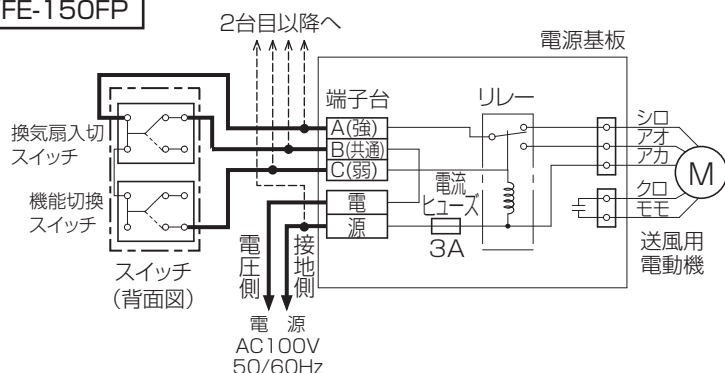 FE-150FP
2台目以降へ
電源基板
端子台
リレー
換気扇入切
スイッチ
機能切換
スイッチ
スイッチ
(背面図)
A(強)
B(共通)
C(弱)
電
源
電流
ヒューズ
3A
シロ
アオ
アカ
クロ
モモ
M
送風用
電動機
電圧側
接地側
電 源
AC100V
50/60Hz